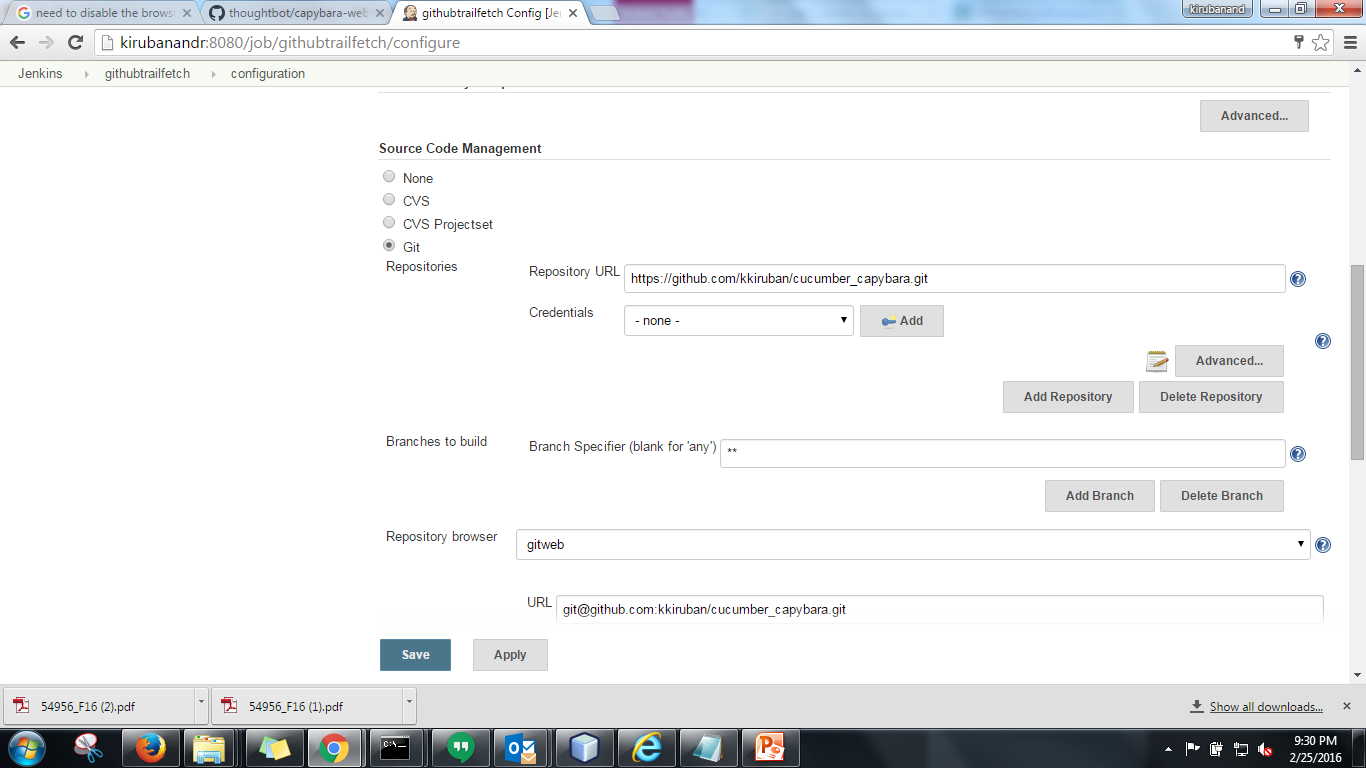 need to disable the brows
thoughtbot/capybara-web
githubtrailfetch Config [Je
kirubanand
kirubanandr:8080/job/githubtrailfetch/configure
Jenkins githubtrailfetch configuration
Advanced...
Source Code Management
None
CVS
CVS Projectset
Git
Repositories
Repository URL https://github.com/kkiruban/cucumber_capybara.git
Credentials - none - Add
Advanced...
Add Repository Delete Repository
Branches to build
Branch Specifier (blank for 'any') **
Add Branch Delete Branch
Repository browser gitweb
URL git@github.com:kkiruban/cucumber_capybara.git
Save Apply
54956_F16 (2).pdf 54956_F16 (1).pdf Show all downloads...
9:30 PM
2/25/2016